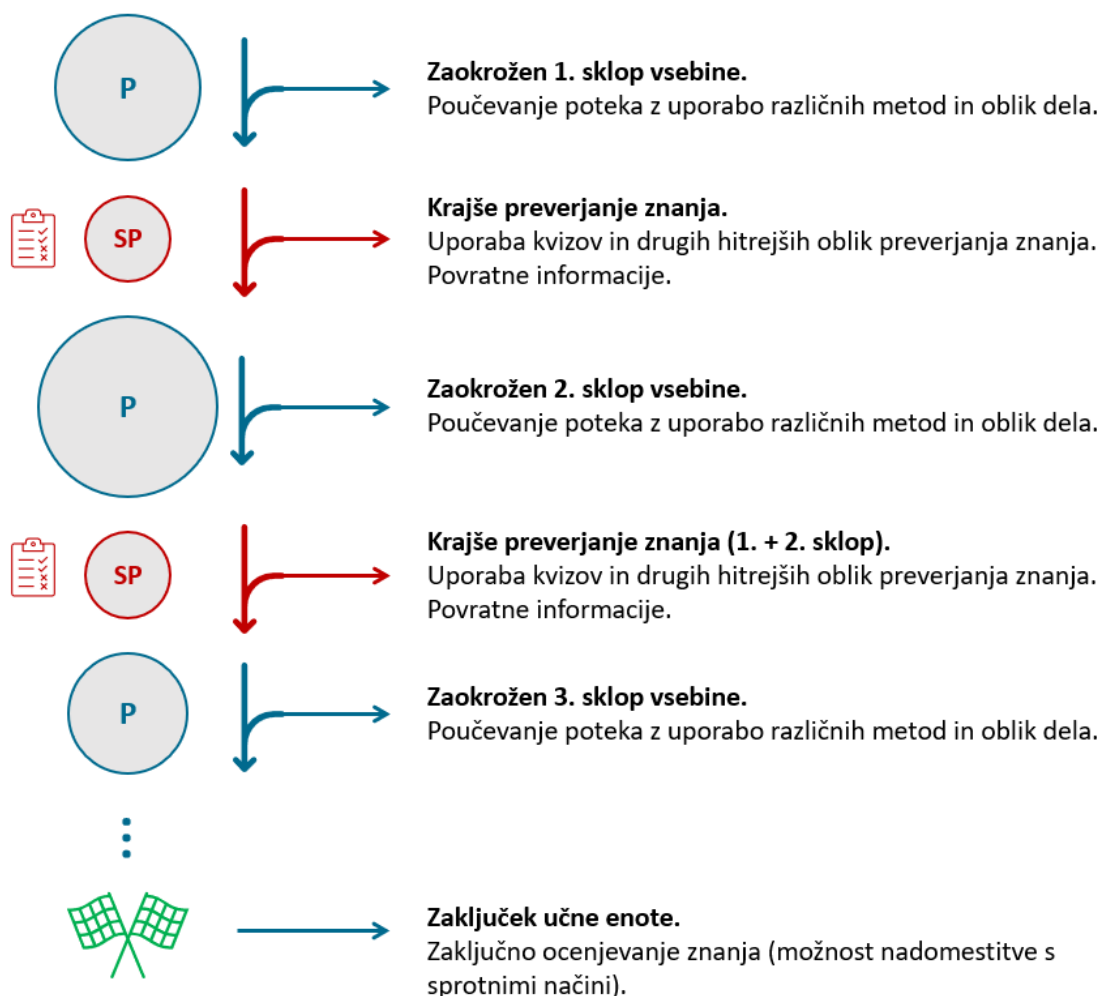 P
Zaokrožen 1. sklop vsebine.
Poučevanje poteka z uporabo različnih metod in oblik dela.
SP
Krajše preverjanje znanja.
Uporaba kvizov in drugih hitrejših oblik preverjanja znanja.
Povratne informacije.
P
Zaokrožen 2. sklop vsebine.
Poučevanje poteka z uporabo različnih metod in oblik dela.
SP
Krajše preverjanje znanja (1. + 2. sklop).
Uporaba kvizov in drugih hitrejših oblik preverjanja znanja.
Povratne informacije.
P
Zaokrožen 3. sklop vsebine.
Poučevanje poteka z uporabo različnih metod in oblik dela.
Zaključek učne enote.
Zaključno ocenjevanje znanja (možnost nadomestitve s
sprotnimi načini).